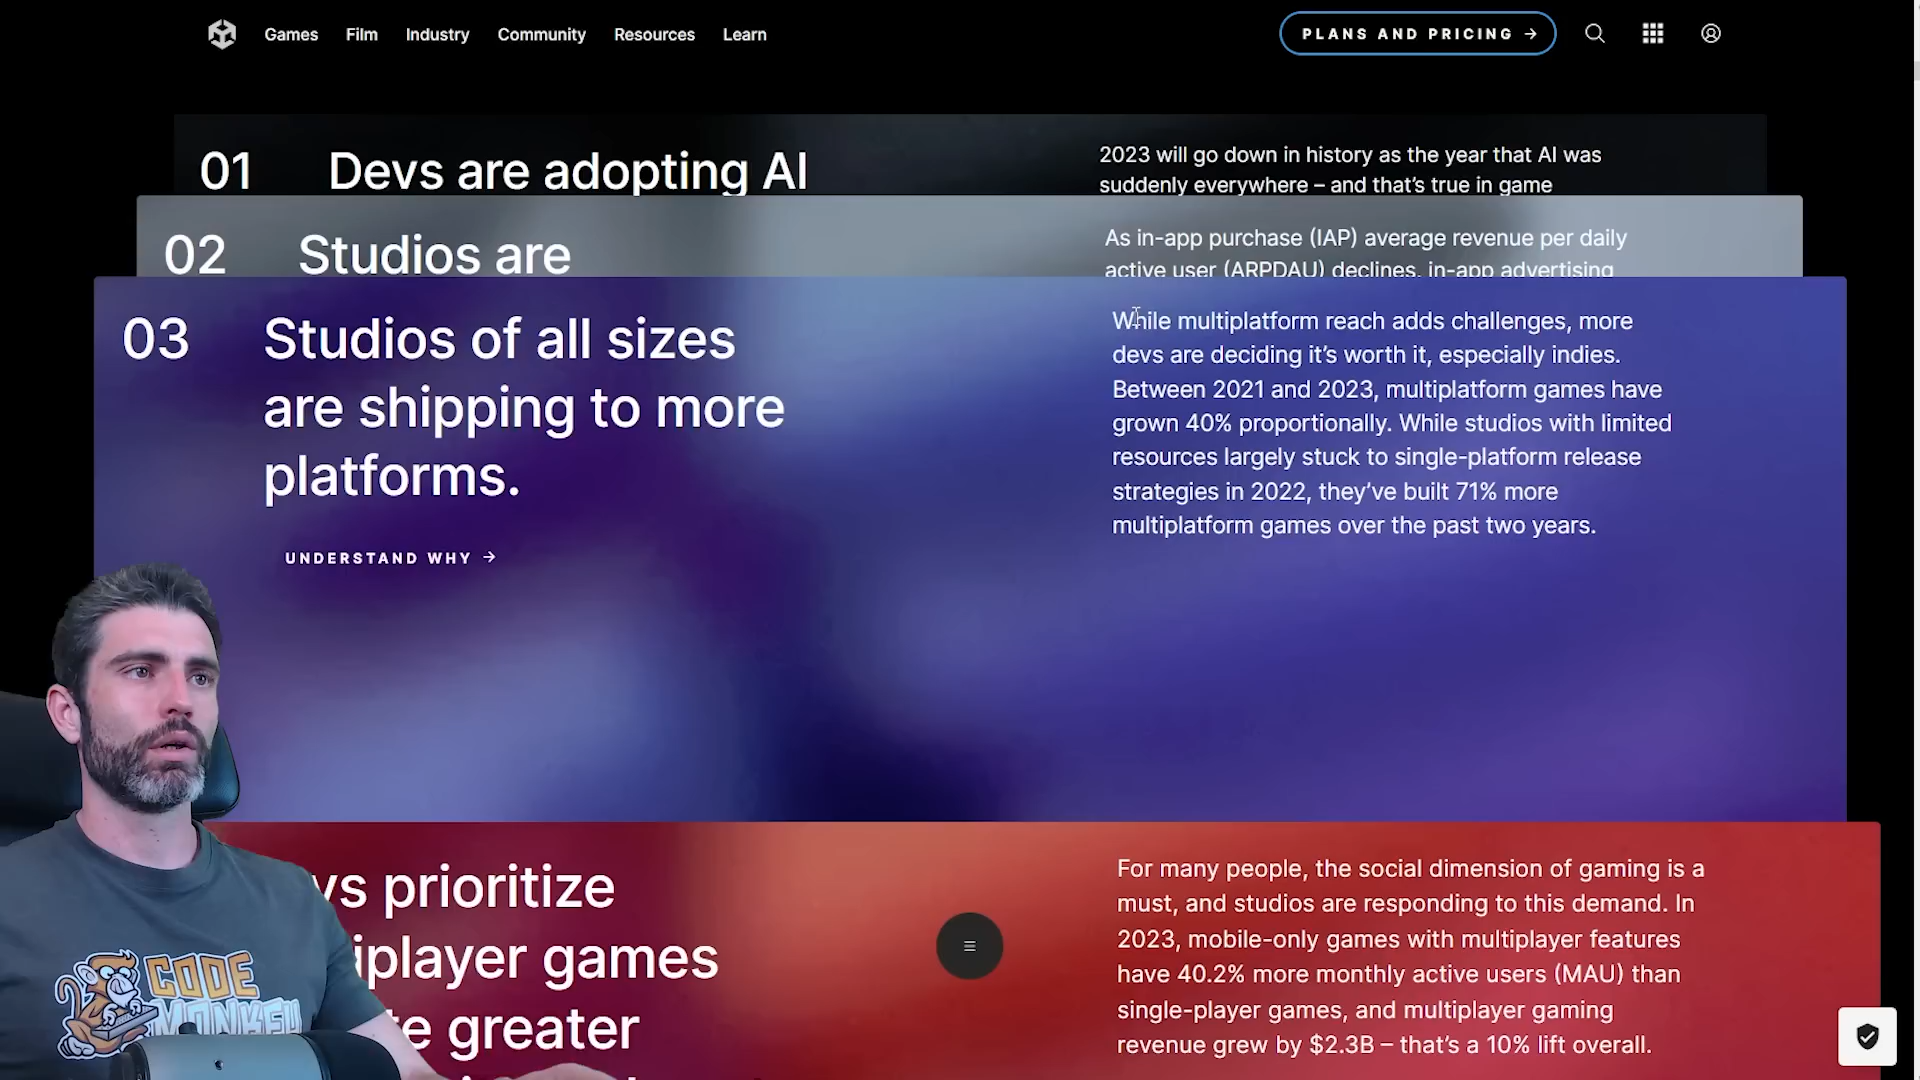 Games Film Industry Community Resources Learn PLANS AND PRICING →
01 Devs are adopting AI
2023 will go down in history as the year that AI was
suddenly everywhere – and that's true in game
02 Studios are
As in-app purchase (IAP) average revenue per daily
active user (ARPDAU) declines, in-app advertising
03 Studios of all sizes
are shipping to more
platforms.
UNDERSTAND WHY →
While multiplatform reach adds challenges, more
devs are deciding it's worth it, especially indies.
Between 2021 and 2023, multiplatform games have
grown 40% proportionally. While studios with limited
resources largely stuck to single-platform release
strategies in 2022, they've built 71% more
multiplatform games over the past two years.
prioritize
games
greater
For many people, the social dimension of gaming is a
must, and studios are responding to this demand. In
2023, mobile-only games with multiplayer features
have 40.2% more monthly active users (MAU) than
single-player games, and multiplayer gaming
revenue grew by $2.3B – that's a 10% lift overall.
CODE
MONKEY